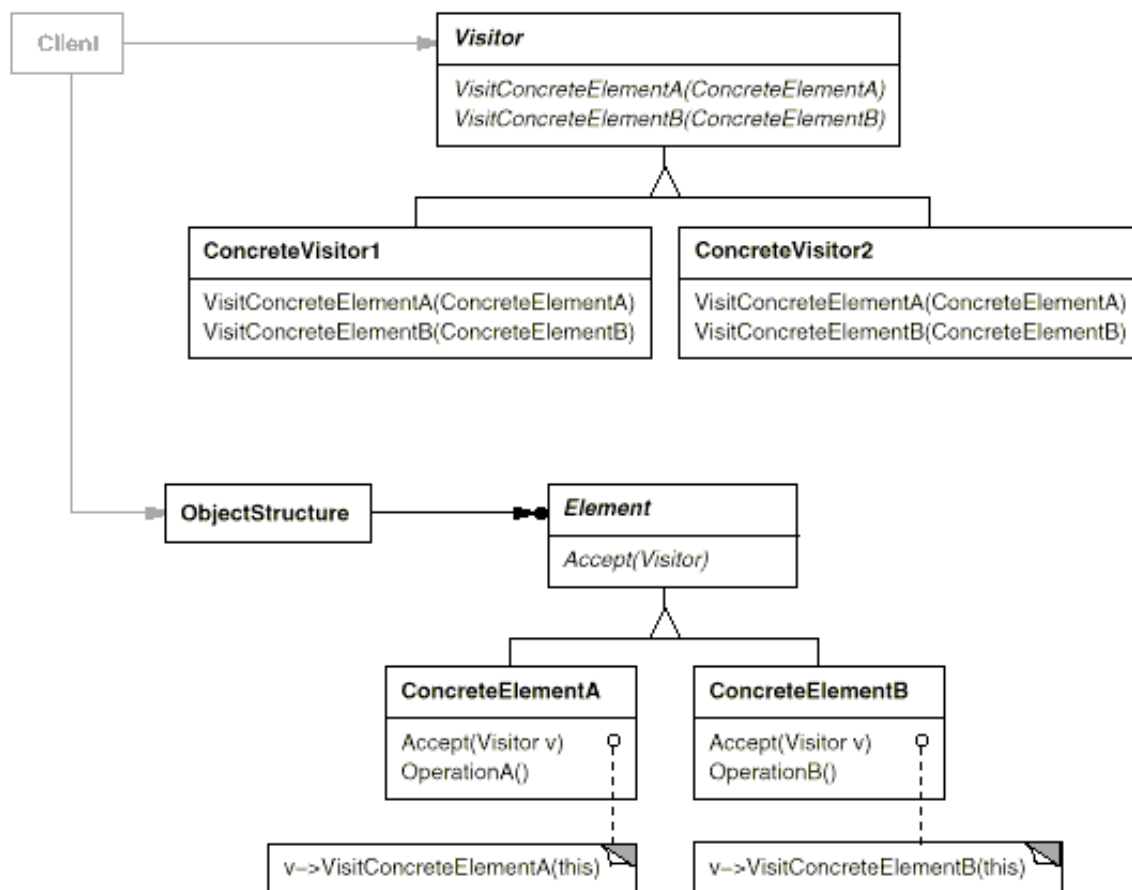 Client
Visitor
VisitConcreteElementA(ConcreteElementA)
VisitConcreteElementB(ConcreteElementB)
ConcreteVisitor1
VisitConcreteElementA(ConcreteElementA)
VisitConcreteElementB(ConcreteElementB)
ConcreteVisitor2
VisitConcreteElementA(ConcreteElementA)
VisitConcreteElementB(ConcreteElementB)
ObjectStructure
Element
Accept(Visitor)
ConcreteElementA
Accept(Visitor v)
OperationA()
ConcreteElementB
Accept(Visitor v)
OperationB()
v->VisitConcreteElementA(this)
v->VisitConcreteElementB(this)